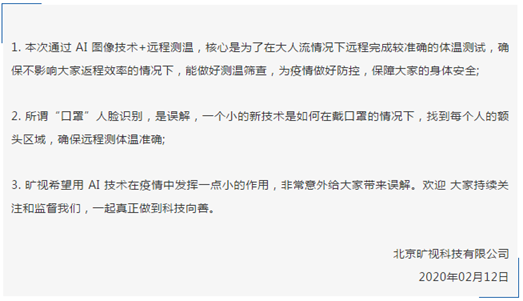 1. 本次通过 AI 图像技术+远程测温，核心是为了在大人流情况下远程完成较准确的体温测试，确
保不影响大家返程效率的情况下，能做好测温筛查，为疫情做好防控，保障大家的身体安全;
2. 所谓“口罩”人脸识别，是误解，一个小的新技术是如何在戴口罩的情况下，找到每个人的额
头区域，确保远程测体温准确;
3. 旷视希望用 AI 技术在疫情中发挥一点小的作用，非常意外给大家带来误解。欢迎 大家持续关
注和监督我们，一起真正做到科技向善。
北京旷视科技有限公司
2020年02月12日